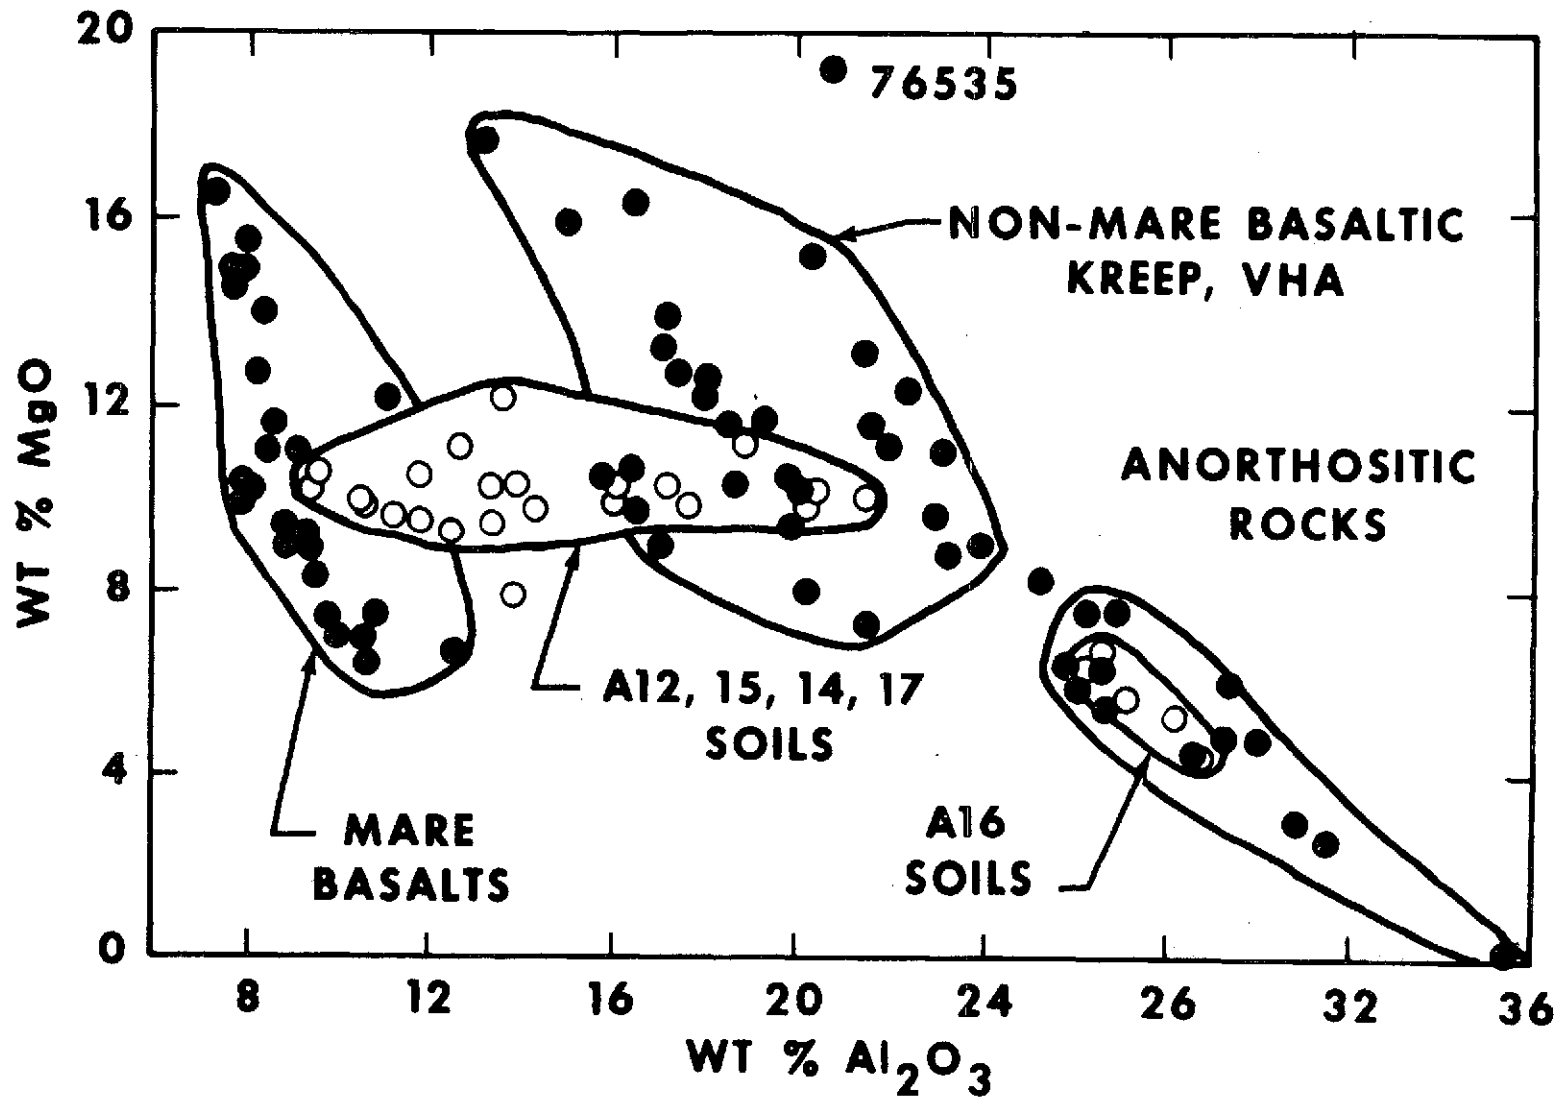 20
76535
16
NON-MARE BASALTIC
KREEP, VHA
12
ANORTHOSITIC
ROCKS
WT % MgO
8
A12, 15, 14, 17
SOILS
4
MARE
BASALTS
A16
SOILS
0
8 12 16 20 24 26 32 36
WT % Al2O3